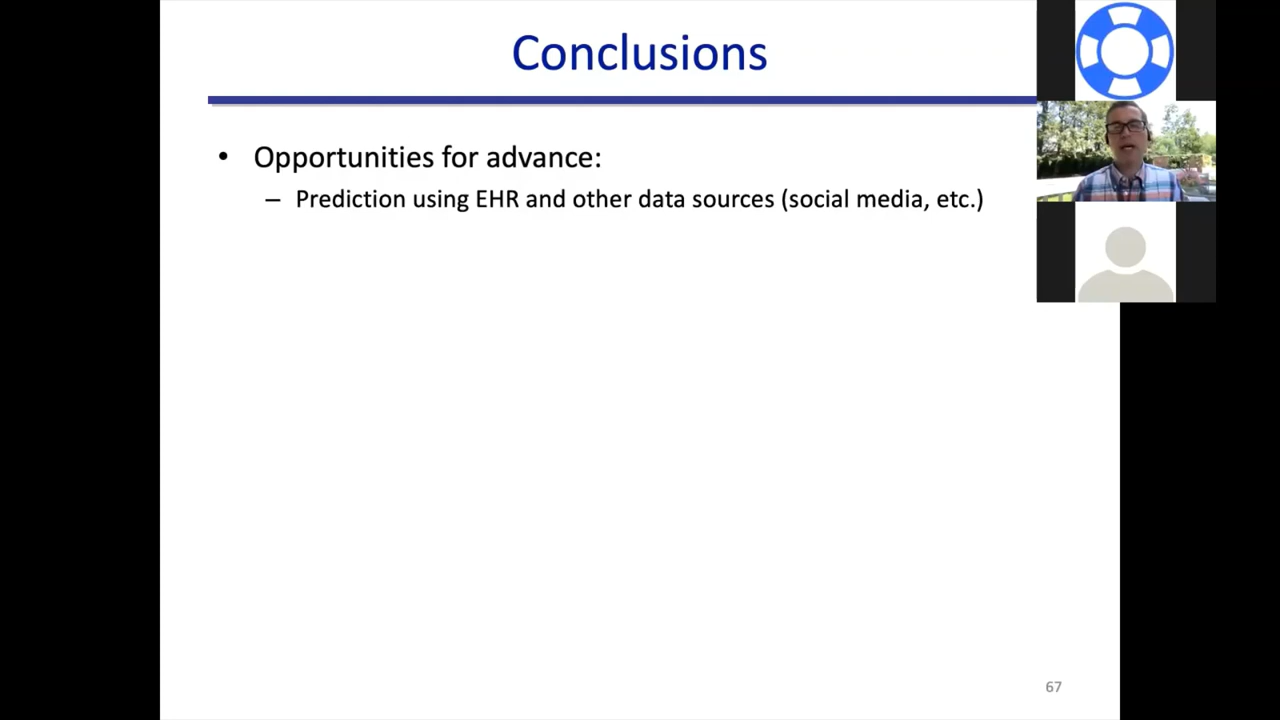 Conclusions
• Opportunities for advance:
– Prediction using EHR and other data sources (social media, etc.)
67